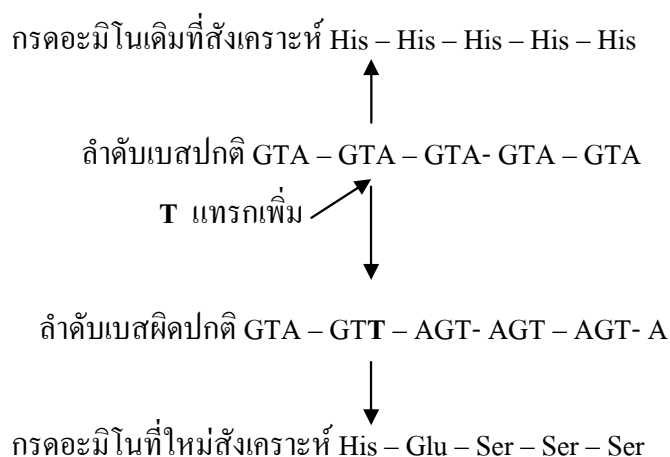 กรดอะมิโนเดิมที่สังเคราะห์ His – His – His – His – His
ลำดับเบสปกติ GTA – GTA – GTA- GTA – GTA
T แทรกเพิ่ม
ลำดับเบสผิดปกติ GTA – GTT – AGT- AGT – AGT- A
กรดอะมิโนที่ใหม่สังเคราะห์ His – Glu – Ser – Ser – Ser